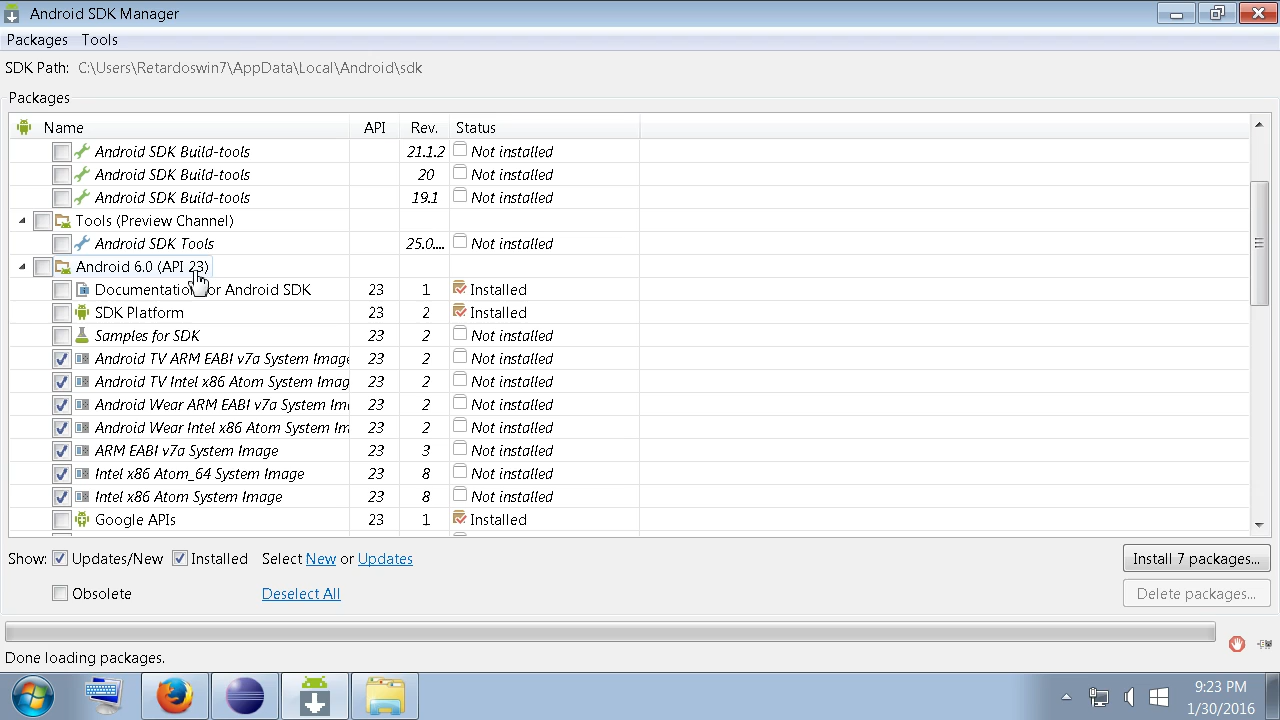 Android SDK Manager
Packages Tools
SDK Path: C:\Users\Retardoswin7\AppData\Local\Android\sdk
Packages
Name API Rev. Status
Android SDK Build-tools 21.1.2 Not installed
Android SDK Build-tools 20 Not installed
Android SDK Build-tools 19.1 Not installed
Tools (Preview Channel)
Android SDK Tools 25.0.... Not installed
Android 6.0 (API 23)
Documentation for Android SDK 23 1 Installed
SDK Platform 23 2 Installed
Samples for SDK 23 2 Not installed
Android TV ARM EABI v7a System Image 23 2 Not installed
Android TV Intel x86 Atom System Imag 23 2 Not installed
Android Wear ARM EABI v7a System Im 23 2 Not installed
Android Wear Intel x86 Atom System Im 23 2 Not installed
ARM EABI v7a System Image 23 3 Not installed
Intel x86 Atom_64 System Image 23 8 Not installed
Intel x86 Atom System Image 23 8 Not installed
Google APIs 23 1 Installed
Show: Updates/New Installed Select New or Updates Install 7 packages...
Obsolete Deselect All Delete packages...
Done loading packages.
9:23 PM
1/30/2016